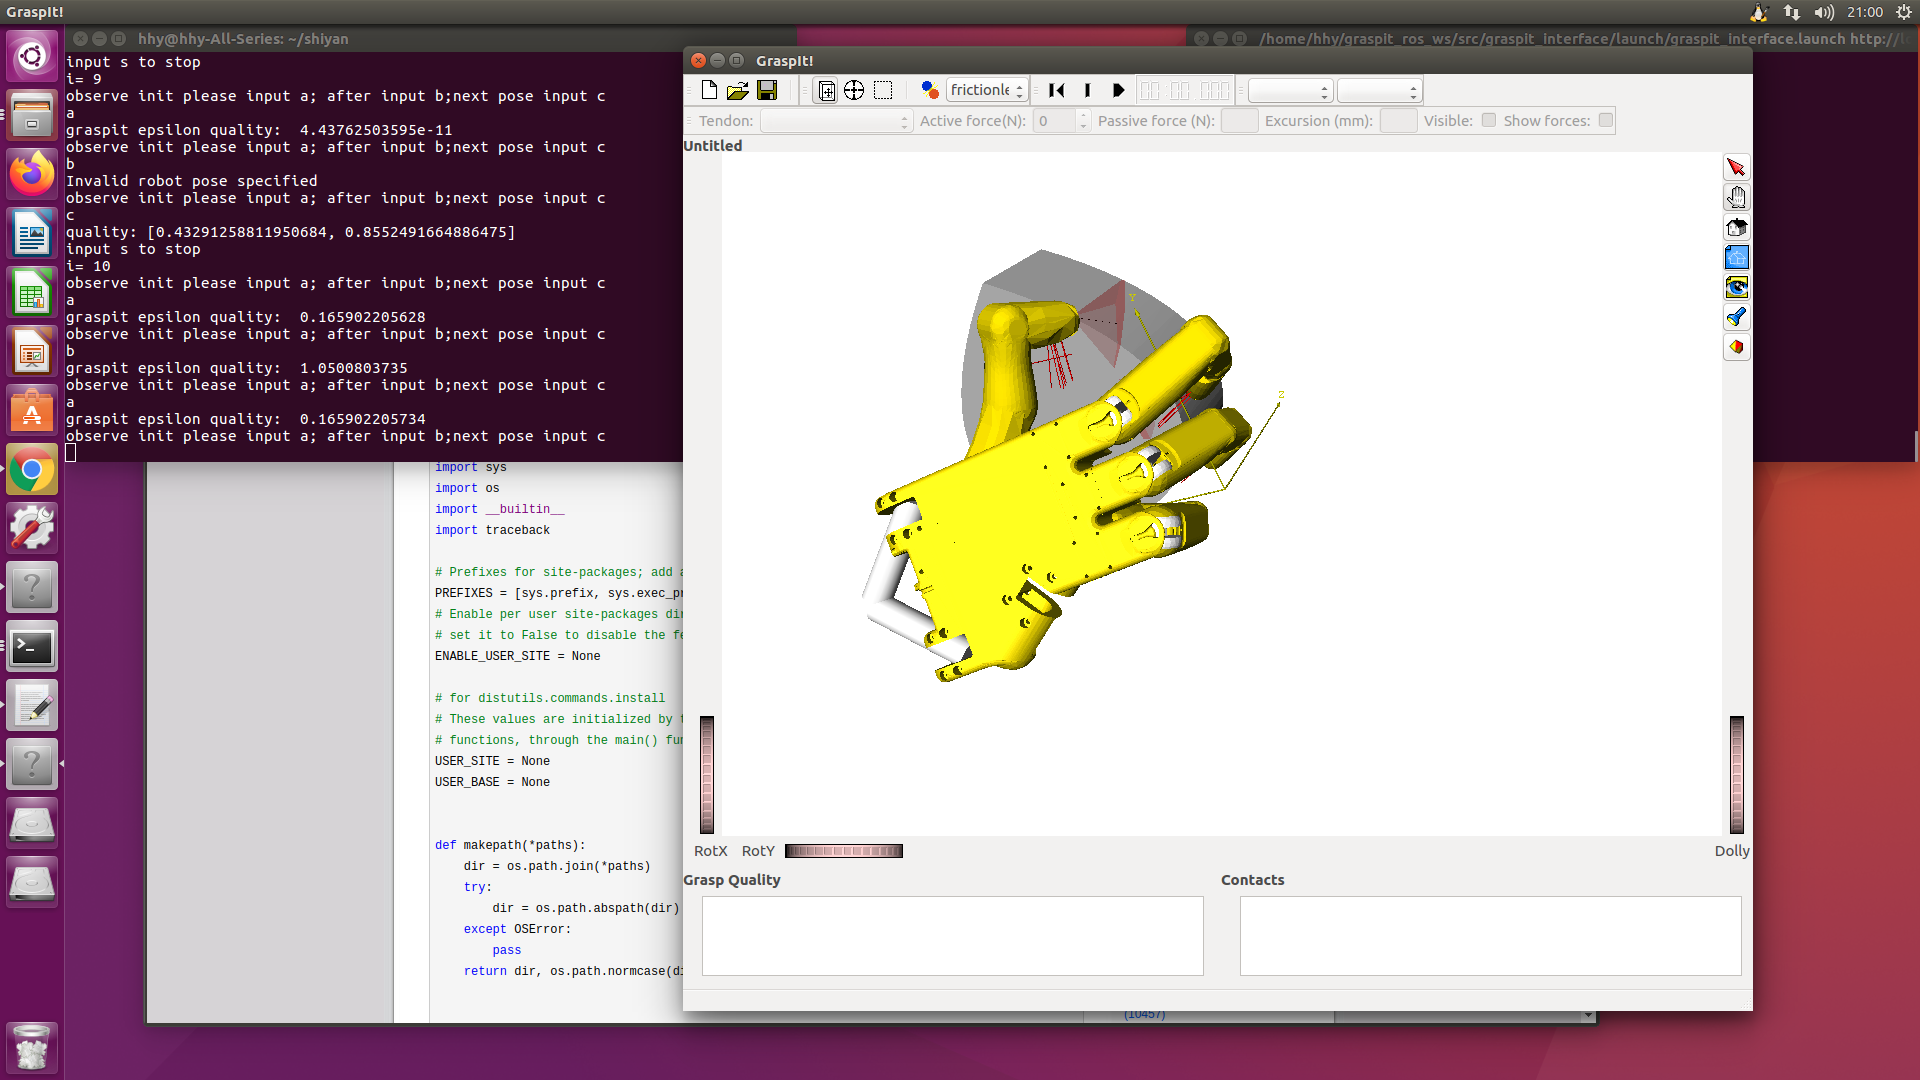 GraspIt!
21:00
hhy@hhy-All-Series: ~/shiyan
input s to stop
i= 9
observe init please input a; after input b;next pose input c
a
graspit epsilon quality:  4.43762503595e-11
observe init please input a; after input b;next pose input c
b
Invalid robot pose specified
observe init please input a; after input b;next pose input c
c
quality: [0.43291258811950684, 0.8552491664886475]
input s to stop
i= 10
observe init please input a; after input b;next pose input c
a
graspit epsilon quality:  0.165902205628
observe init please input a; after input b;next pose input c
b
graspit epsilon quality:  1.0500803735
observe init please input a; after input b;next pose input c
a
graspit epsilon quality:  0.165902205734
observe init please input a; after input b;next pose input c
import sys
import os
import __builtin__
import traceback
# Prefixes for site-packages; add a
PREFIXES = [sys.prefix, sys.exec_pr
# Enable per user site-packages dir
# set it to False to disable the fe
ENABLE_USER_SITE = None
# for distutils.commands.install
# These values are initialized by t
# functions, through the main() fun
USER_SITE = None
USER_BASE = None
def makepath(*paths):
dir = os.path.join(*paths)
try:
dir = os.path.abspath(dir)
except OSError:
pass
return dir, os.path.normcase(di
(10457)
/home/hhy/graspit_ros_ws/src/graspit_interface/launch/graspit_interface.launch http://l
GraspIt!
frictionle
Tendon:
Active force(N):
0
Passive force (N):
Excursion (mm):
Visible:
Show forces:
Untitled
Y
Z
RotX
RotY
Dolly
Grasp Quality
Contacts